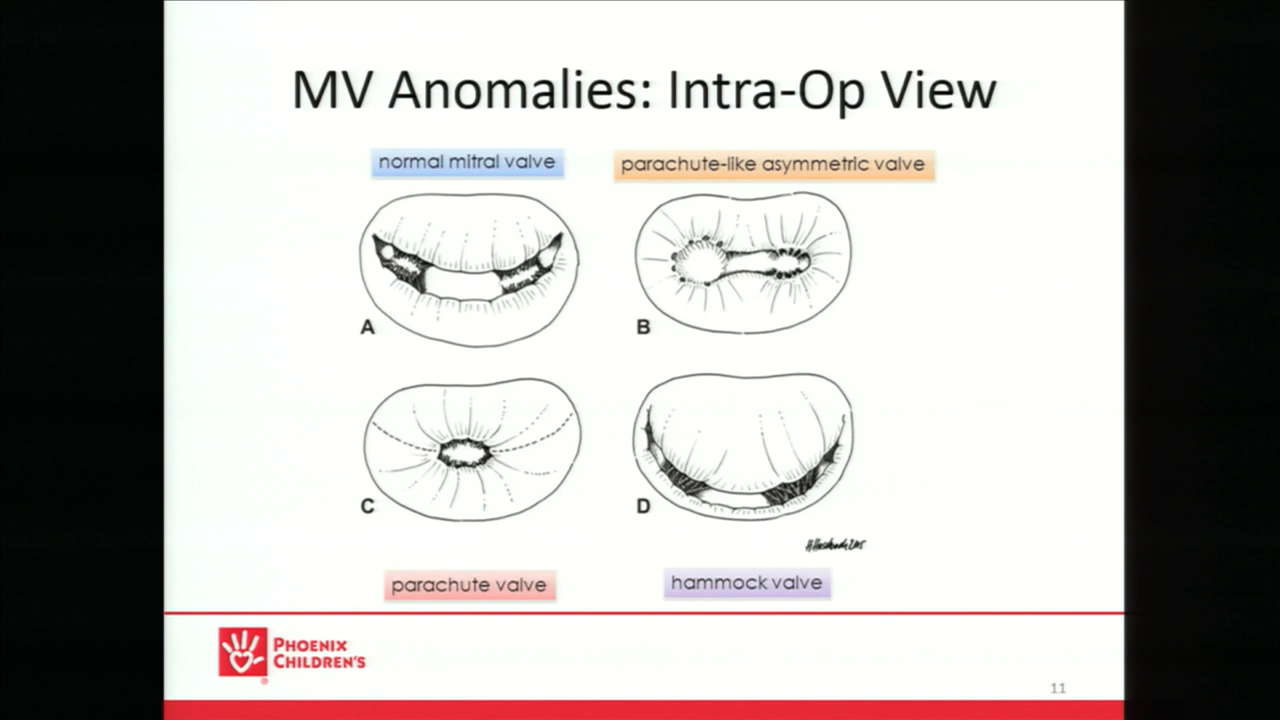 MV Anomalies: Intra-Op View
normal mitral valve
parachute-like asymmetric valve
A
B
C
D
parachute valve
hammock valve
PHOENIX
CHILDREN'S
®
11